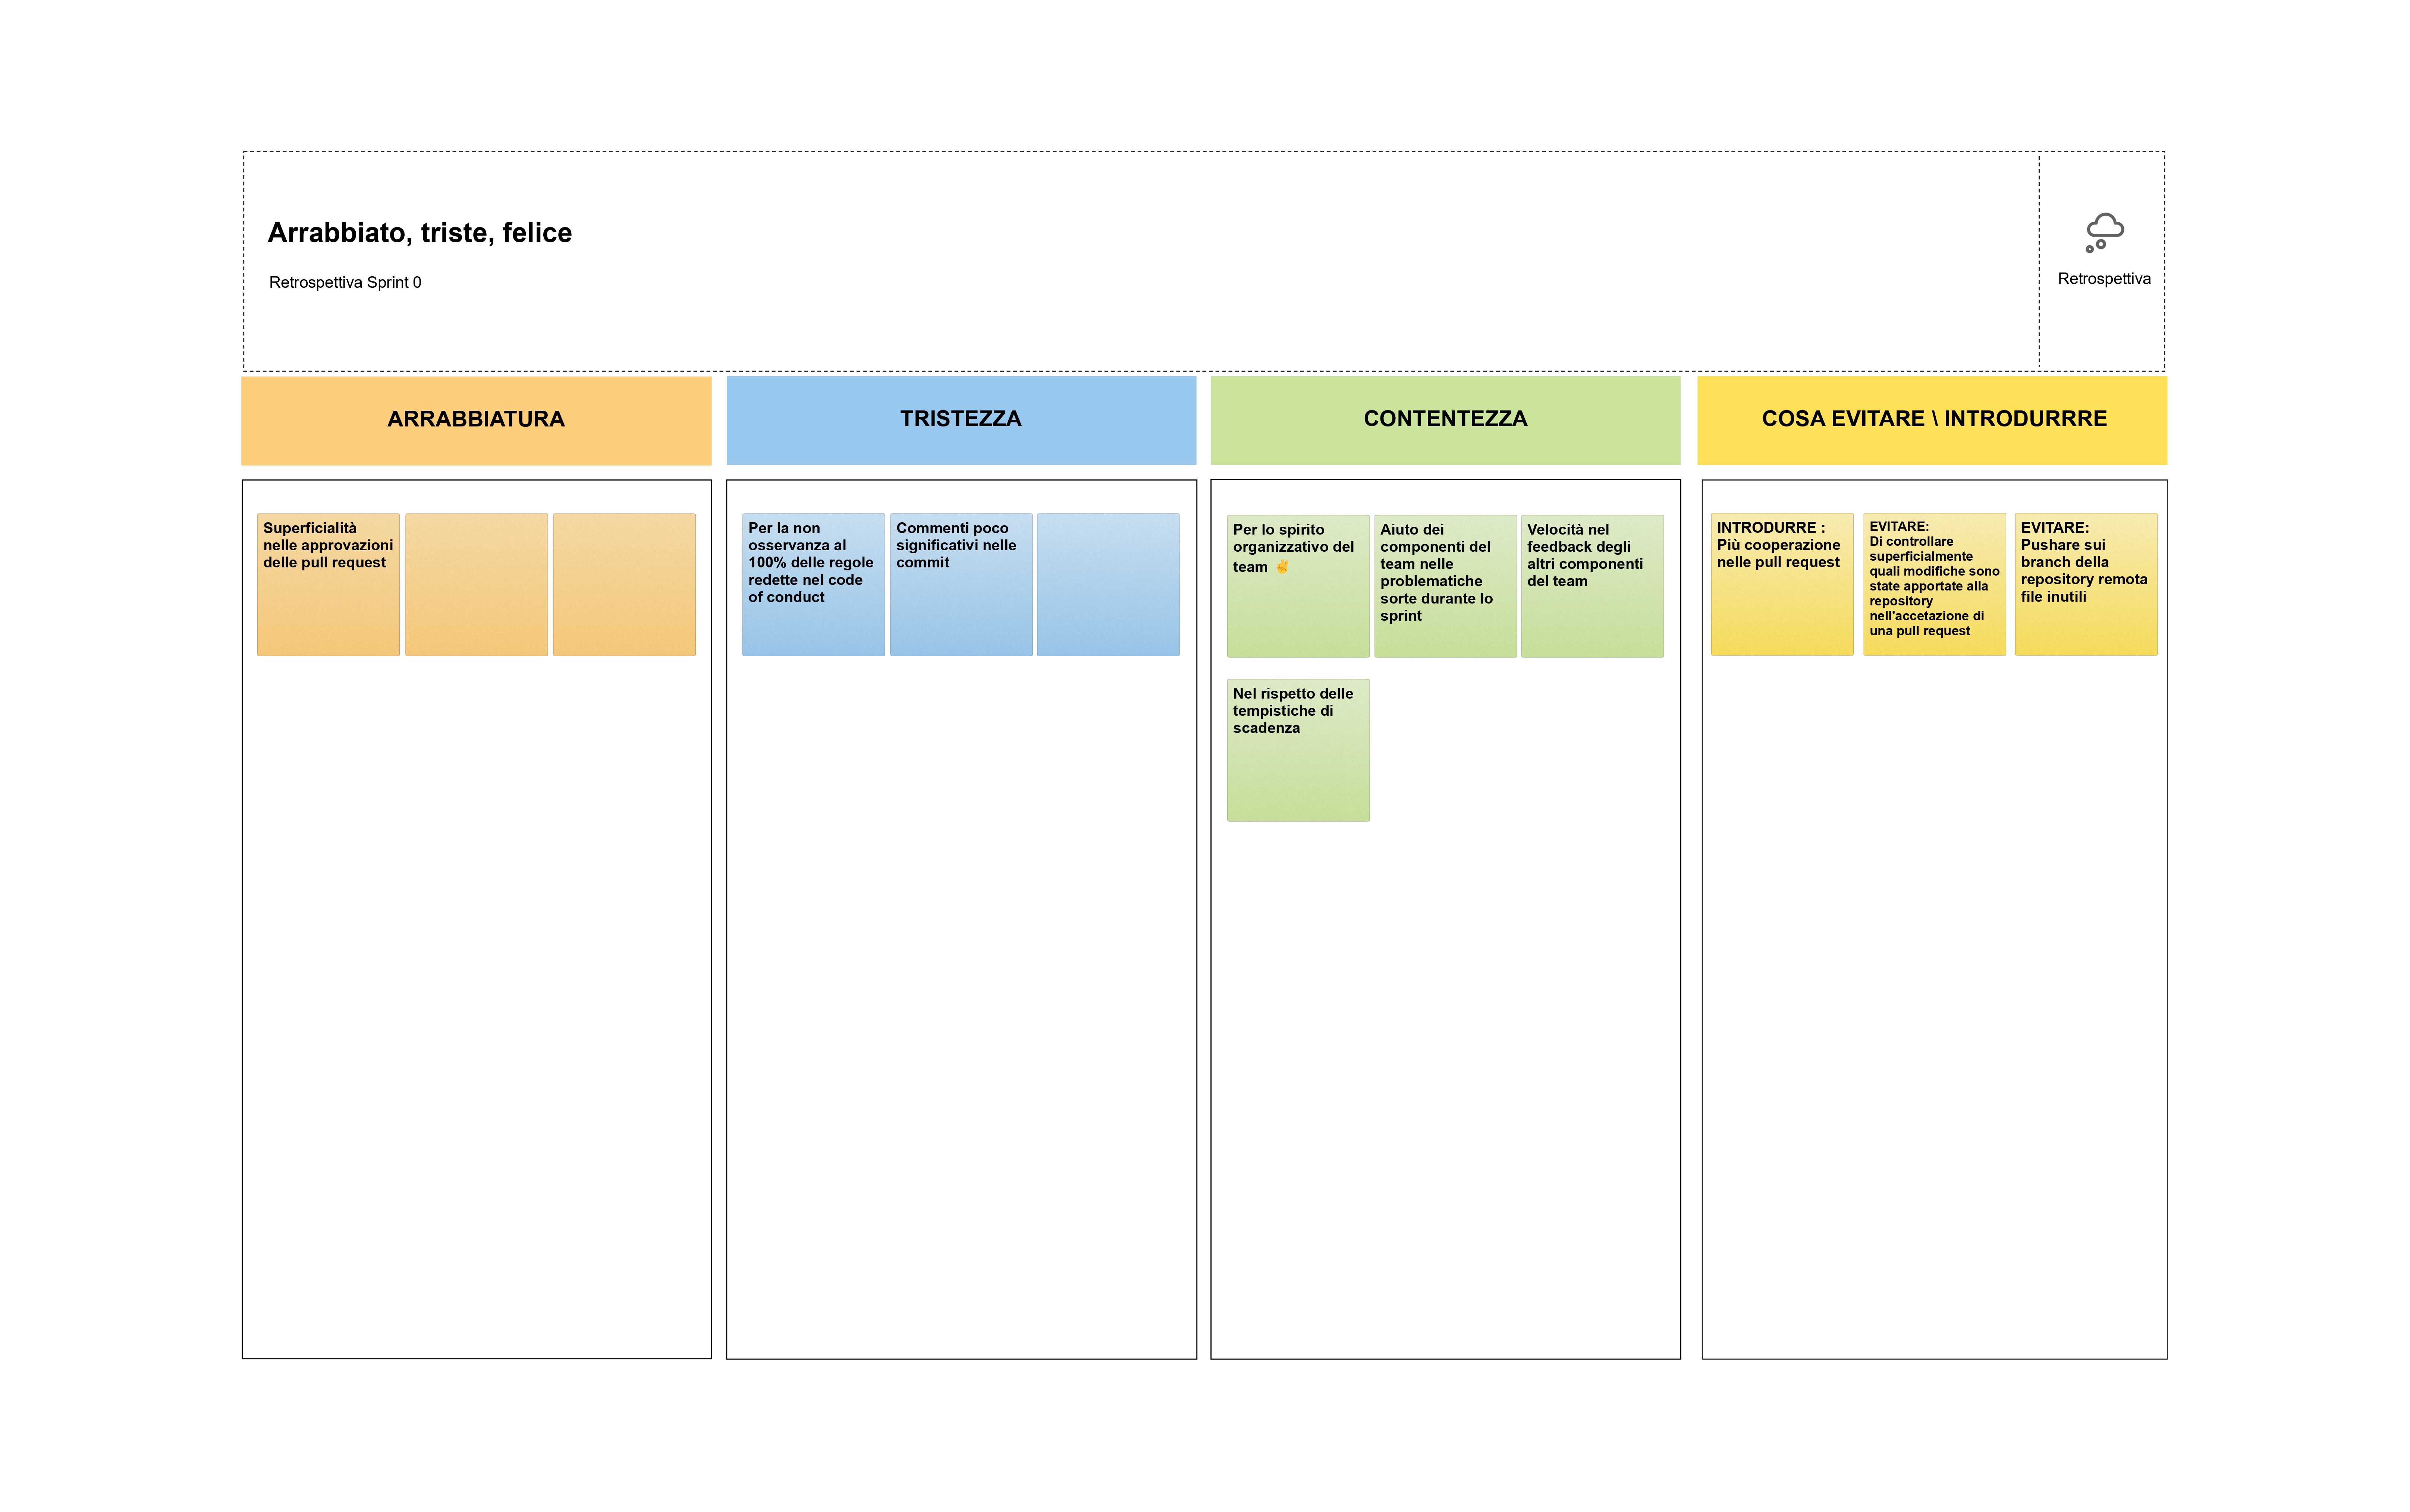 Arrabbiato, triste, felice
Retrospettiva Sprint 0
Retrospettiva
ARRABBIATURA
TRISTEZZA
CONTENTEZZA
COSA EVITARE \ INTRODURRRE
Superficialità
nelle approvazioni
delle pull request
Per la non
osservanza al
100% delle regole
redette nel code
of conduct
Commenti poco
significativi nelle
commit
Per lo spirito
organizzativo del
team ✌
Aiuto dei
componenti del
team nelle
problematiche
sorte durante lo
sprint
Velocità nel
feedback degli
altri componenti
del team
Nel rispetto delle
tempistiche di
scadenza
INTRODURRE :
Più cooperazione
nelle pull request
EVITARE:
Di controllare
superficialmente
quali modifiche sono
state apportate alla
repository
nell'accetazione di
una pull request
EVITARE:
Pushare sui
branch della
repository remota
file inutili